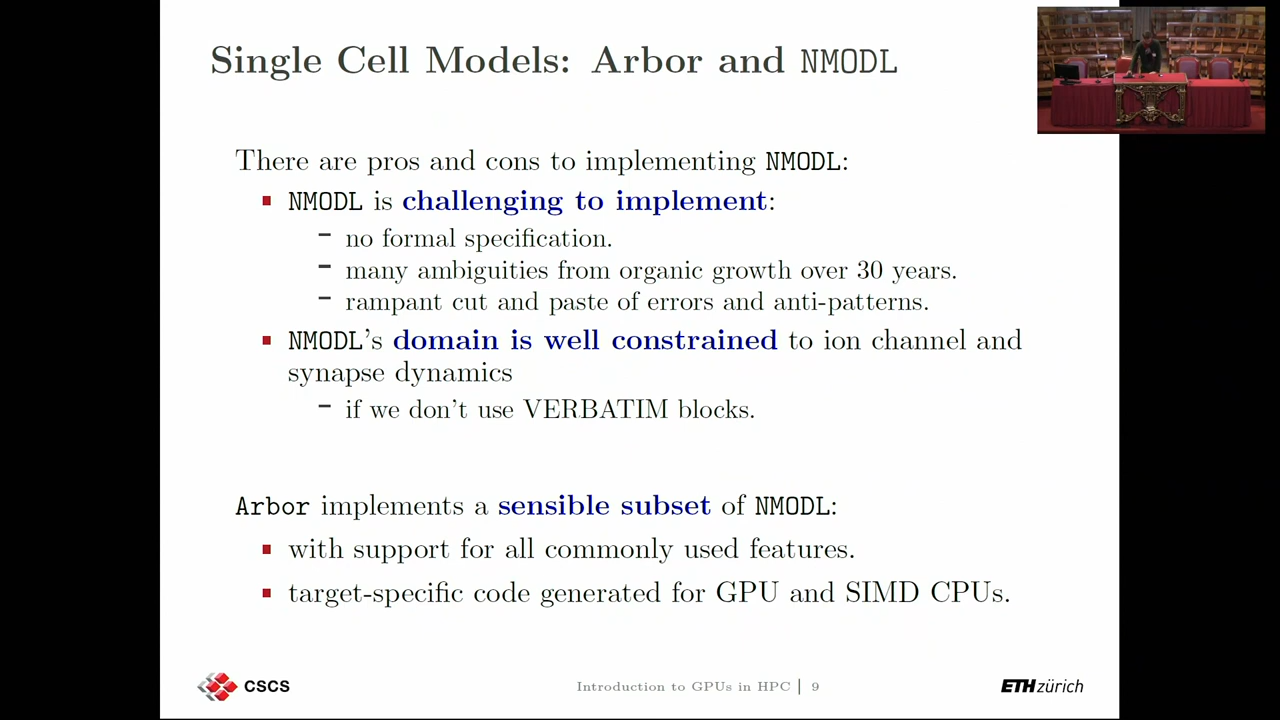 Single Cell Models: Arbor and NMODL
There are pros and cons to implementing NMODL:
NMODL is challenging to implement:
– no formal specification.
– many ambiguities from organic growth over 30 years.
– rampant cut and paste of errors and anti-patterns.
NMODL's domain is well constrained to ion channel and
synapse dynamics
– if we don't use VERBATIM blocks.
Arbor implements a sensible subset of NMODL:
with support for all commonly used features.
target-specific code generated for GPU and SIMD CPUs.
CSCS
Introduction to GPUs in HPC | 9
ETH zürich